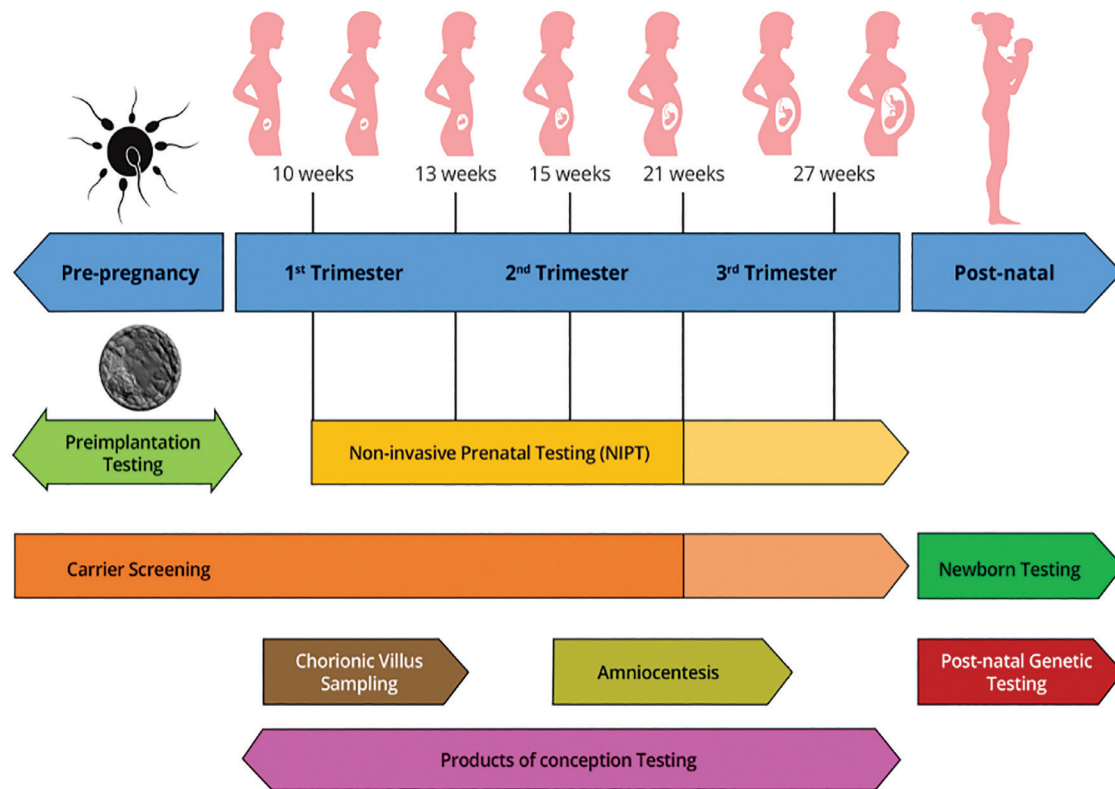 10 weeks
13 weeks
15 weeks
21 weeks
27 weeks
Pre-pregnancy
1st Trimester
2nd Trimester
3rd Trimester
Post-natal
Preimplantation
Testing
Non-invasive Prenatal Testing (NIPT)
Carrier Screening
Newborn Testing
Chorionic Villus
Sampling
Amniocentesis
Post-natal Genetic
Testing
Products of conception Testing